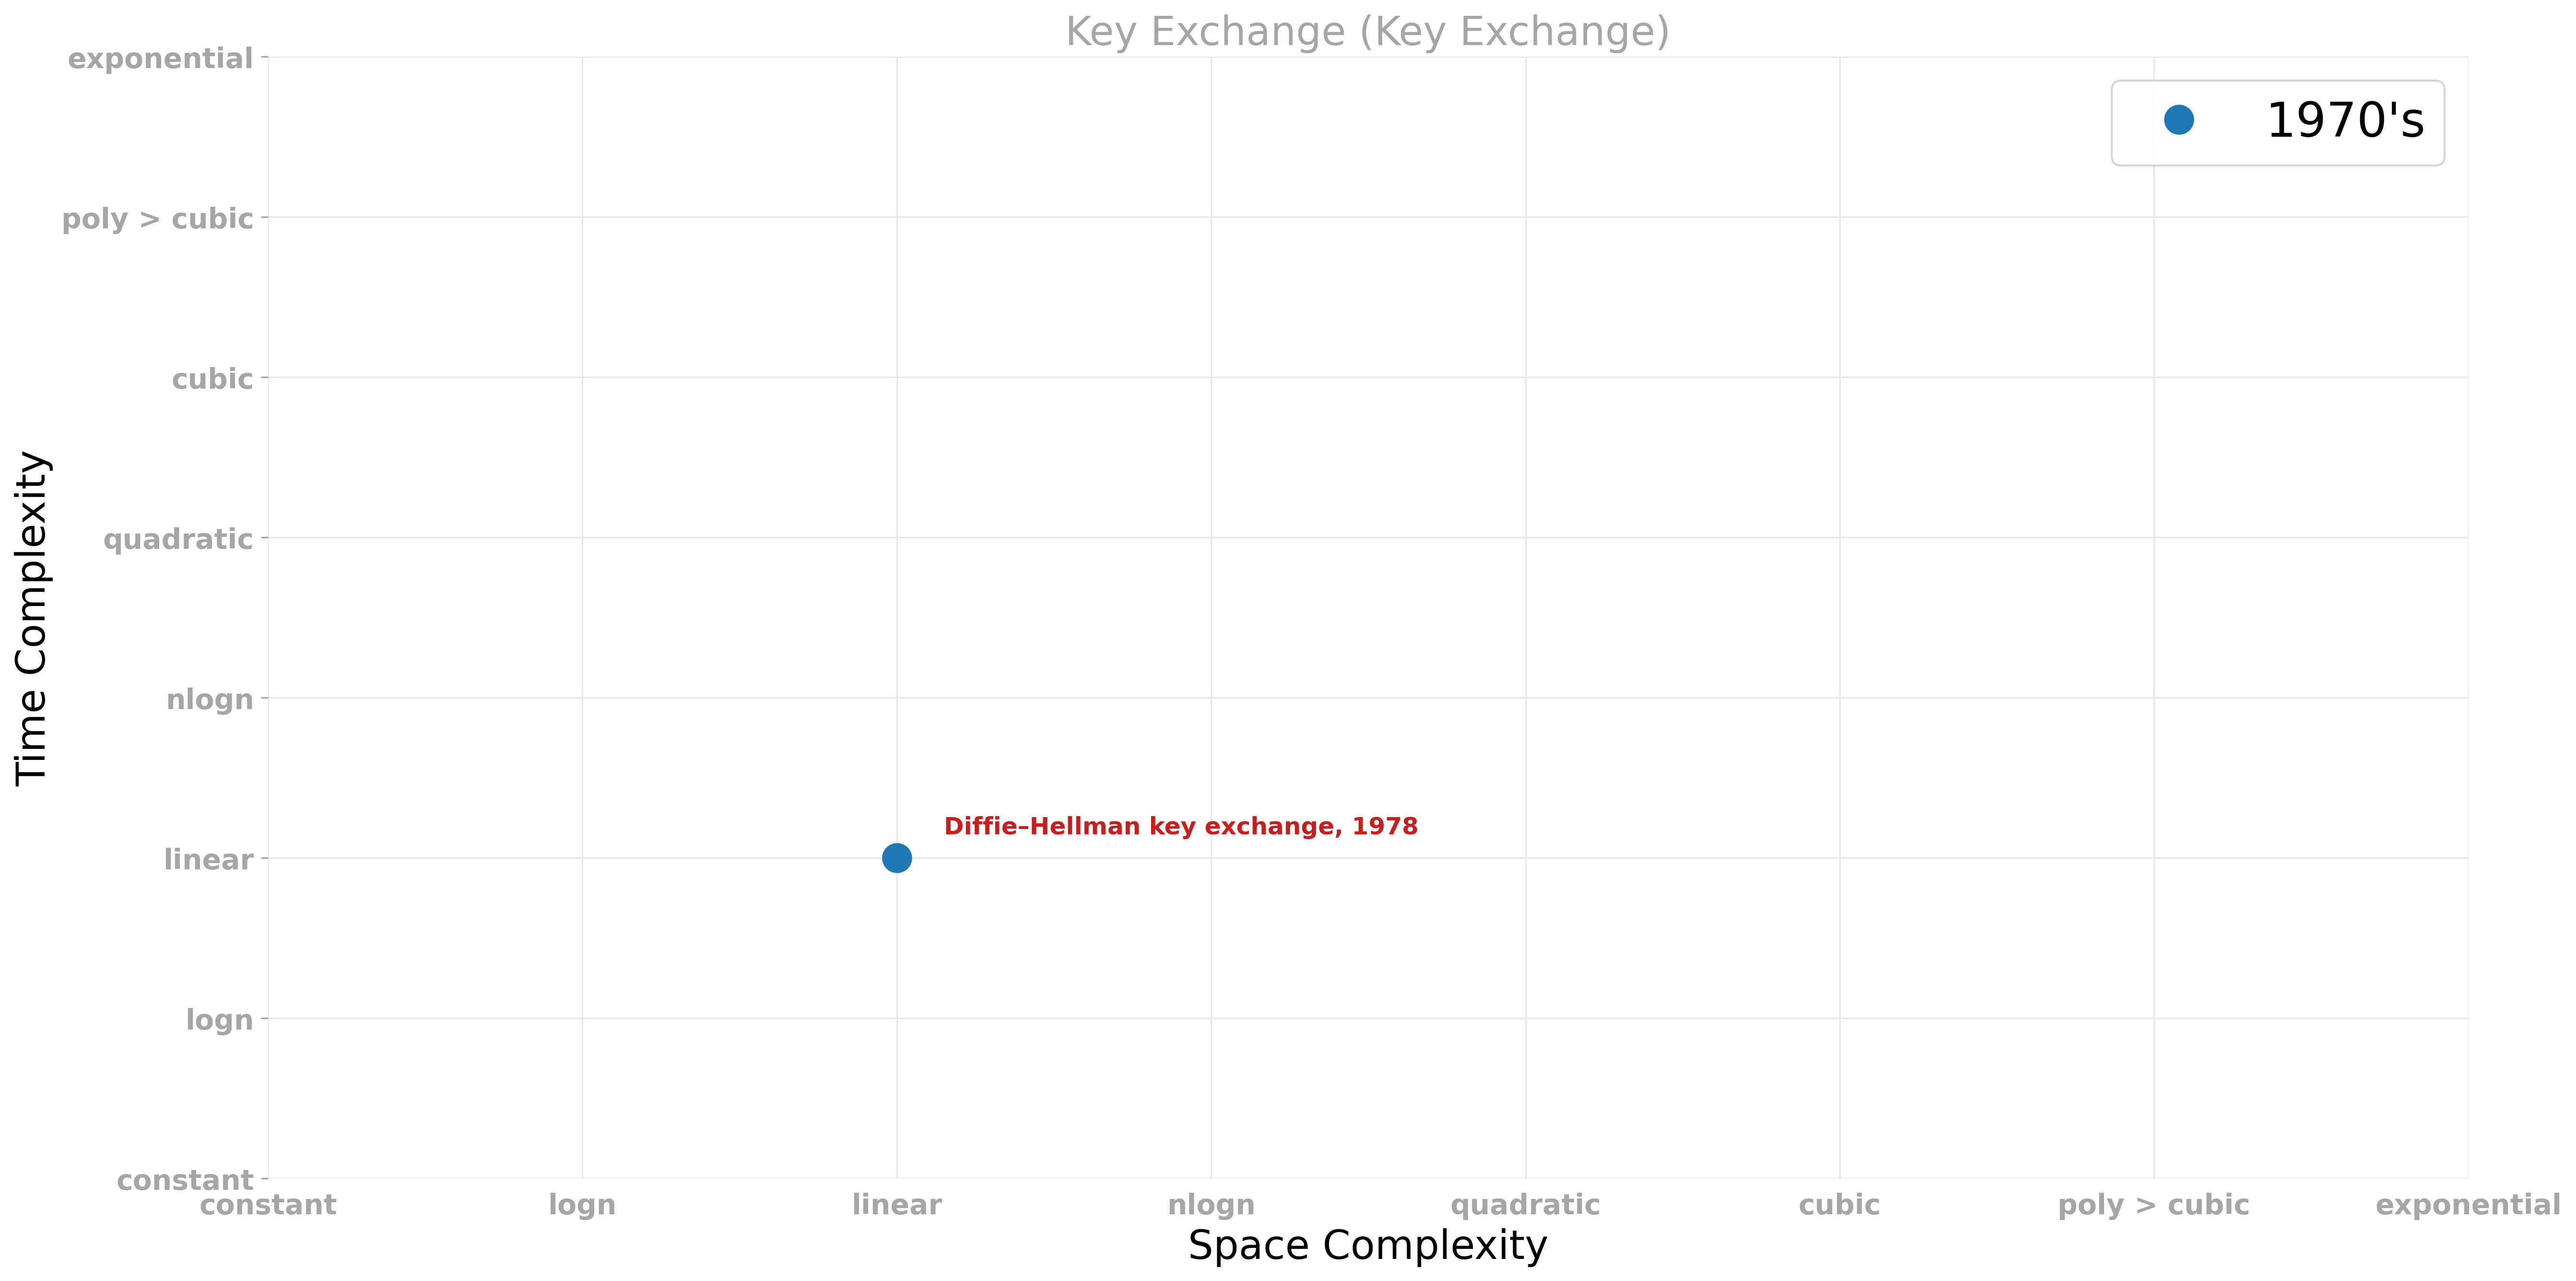 Key Exchange (Key Exchange)
1970's
Time Complexity
exponential
poly > cubic
cubic
quadratic
nlogn
linear
logn
constant
Diffie–Hellman key exchange, 1978
constant
logn
linear
nlogn
quadratic
cubic
poly > cubic
exponential
Space Complexity